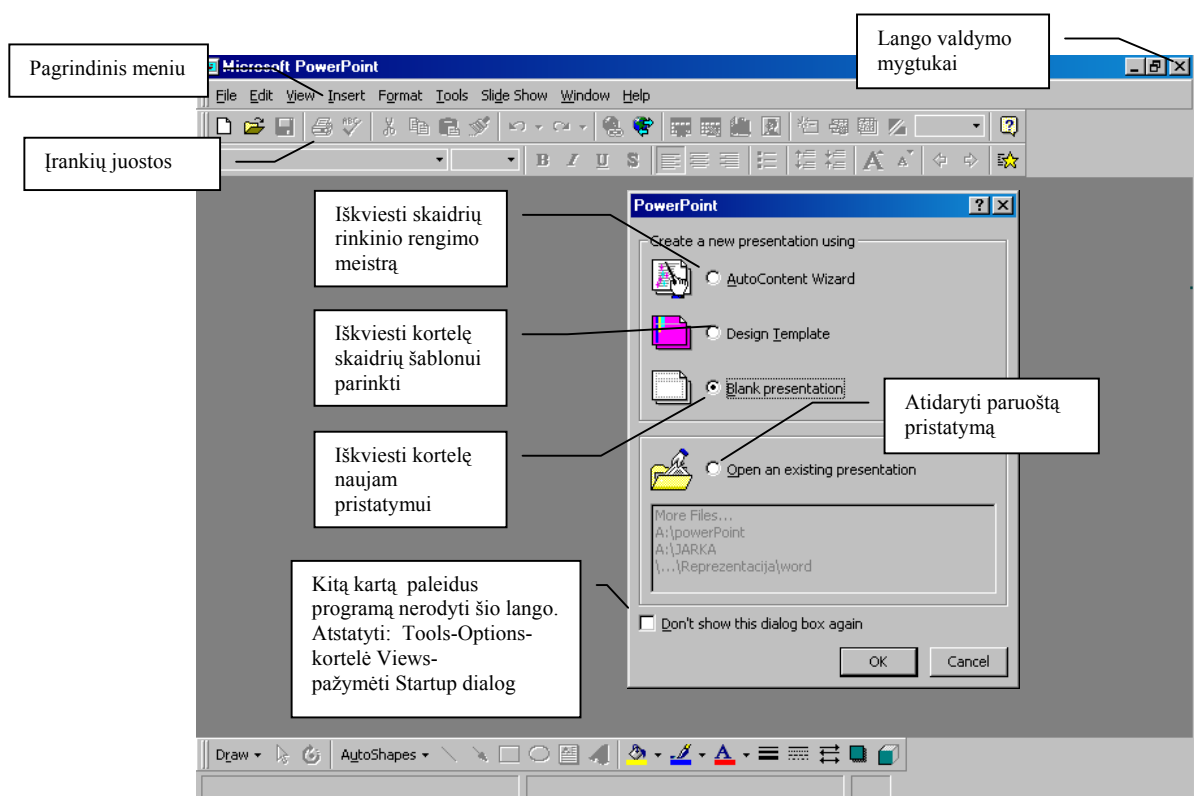 Lango valdymo
mygtukai
Pagrindinis meniu
Microsoft PowerPoint
File Edit View Insert Format Tools Slide Show Window Help
Įrankių juostos
B I U S
Iškviesti skaidrių
rinkinio rengimo
meistrą
PowerPoint
Create a new presentation using
AutoContent Wizard
Iškviesti kortelę
skaidrių šablonui
parinkti
Design Template
Blank presentation
Atidaryti paruoštą
pristatymą
Iškviesti kortelę
naujam
pristatymui
Open an existing presentation
More Files...
A:\powerPoint
A:\JARKA
\...\Reprezentacija\word
Kitą kartą paleidus
programą nerodyti šio lango.
Atstatyti: Tools-Options-
kortelė Views-
pažymėti Startup dialog
Don't show this dialog box again
OK Cancel
Draw AutoShapes